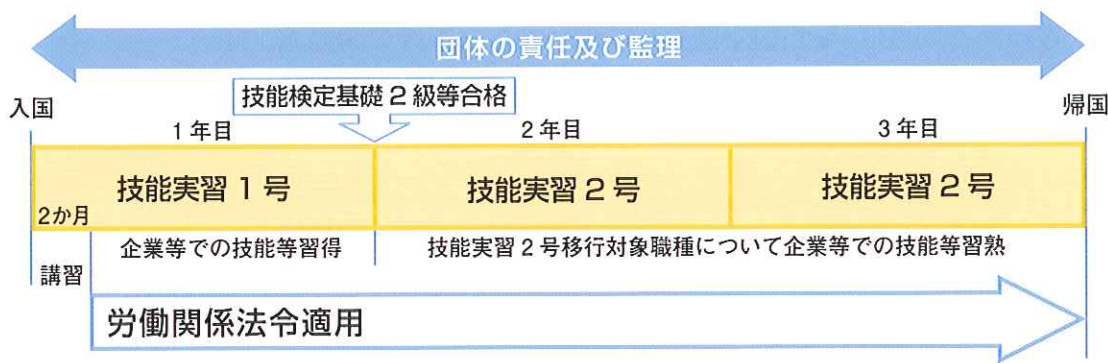 団体の責任及び監理
技能検定基礎2級等合格
入国
帰国
1年目
2年目
3年目
技能実習1号
技能実習2号
技能実習2号
2か月
企業等での技能等習得
技能実習2号移行対象職種について企業等での技能等習熟
講習
労働関係法令適用